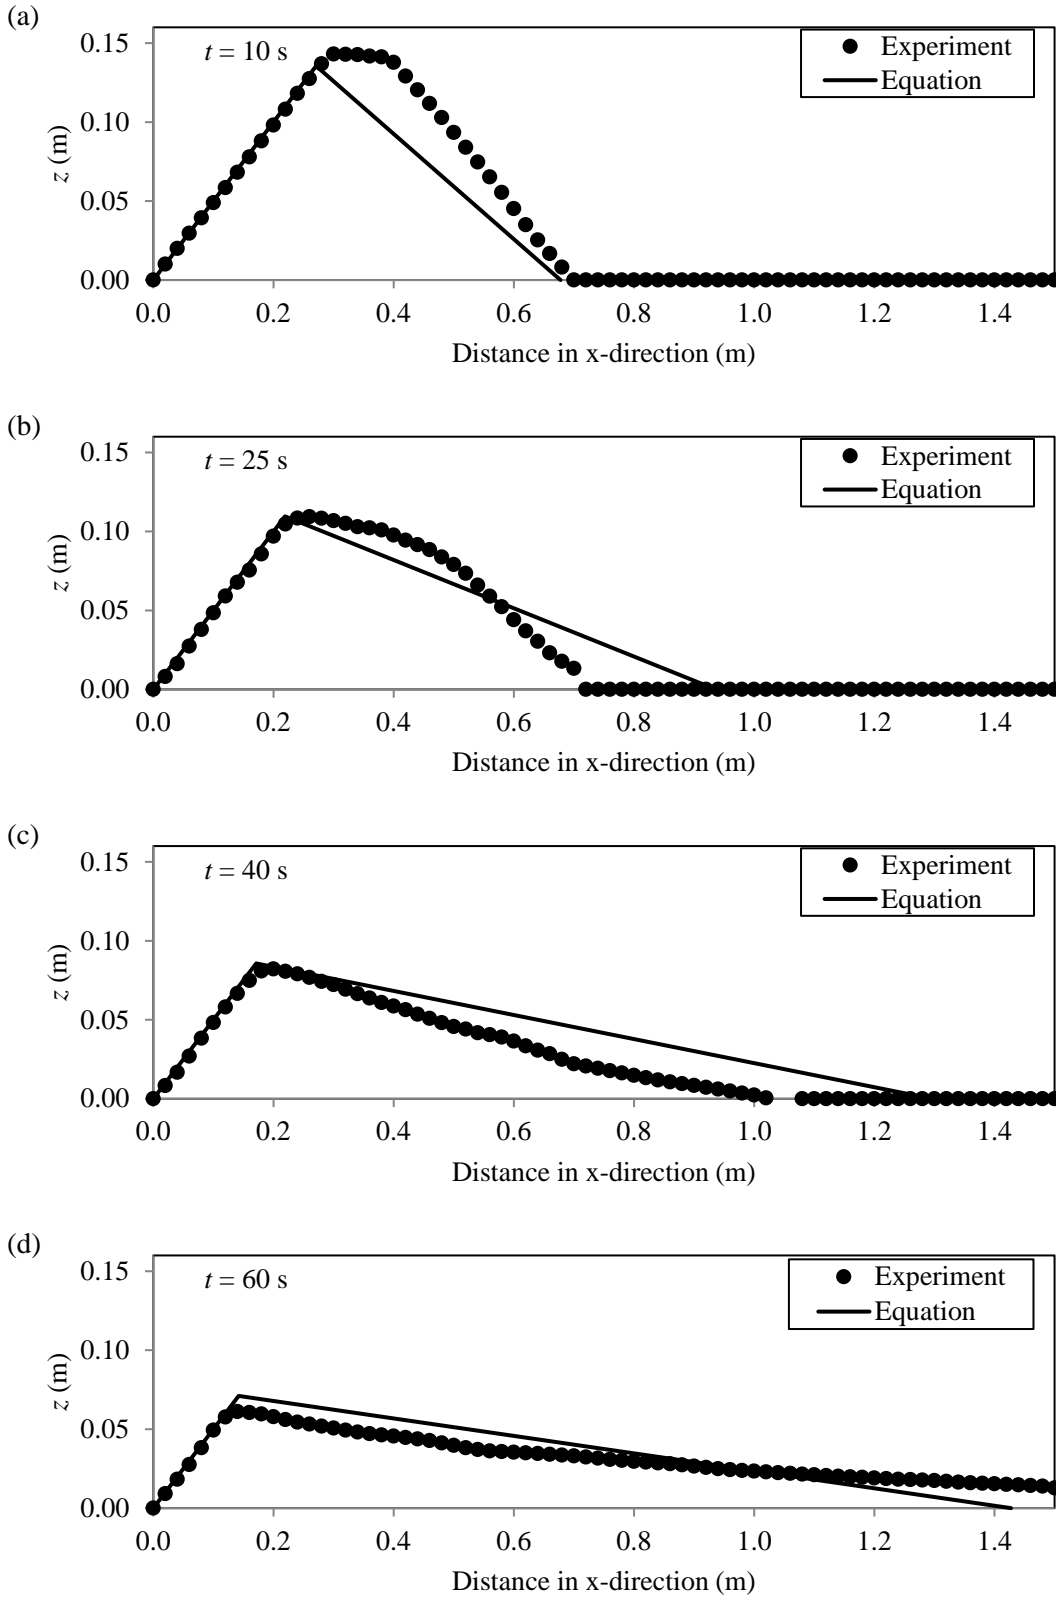 (a)
t = 10 s
Experiment
Equation
z (m)
0.15
0.10
0.05
0.00
0.0 0.2 0.4 0.6 0.8 1.0 1.2 1.4
Distance in x-direction (m)
(b)
t = 25 s
Experiment
Equation
z (m)
0.15
0.10
0.05
0.00
0.0 0.2 0.4 0.6 0.8 1.0 1.2 1.4
Distance in x-direction (m)
(c)
t = 40 s
Experiment
Equation
z (m)
0.15
0.10
0.05
0.00
0.0 0.2 0.4 0.6 0.8 1.0 1.2 1.4
Distance in x-direction (m)
(d)
t = 60 s
Experiment
Equation
z (m)
0.15
0.10
0.05
0.00
0.0 0.2 0.4 0.6 0.8 1.0 1.2 1.4
Distance in x-direction (m)